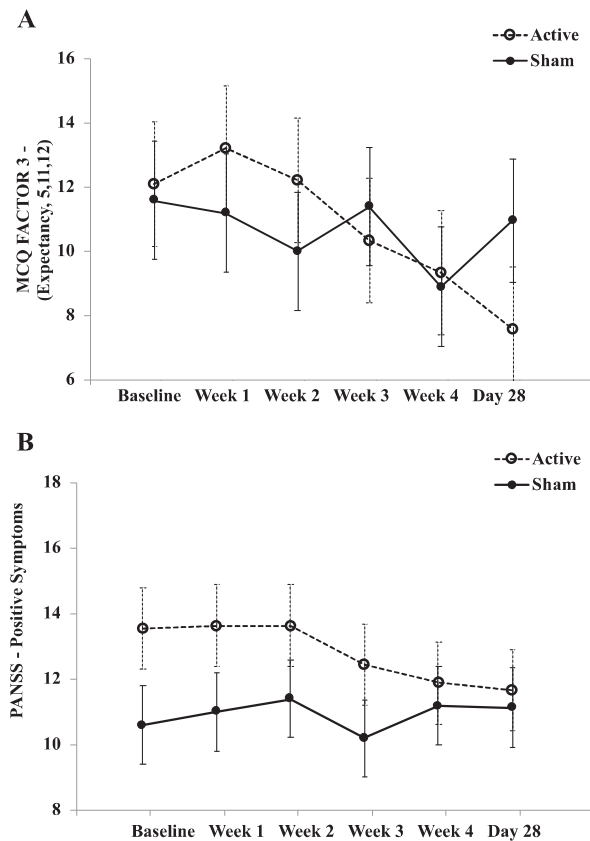 A
Active
Sham
16
14
12
10
8
6
MCQ FACTOR 3 -
(Expectancy, 5,11,12)
Baseline Week 1 Week 2 Week 3 Week 4 Day 28
B
Active
Sham
18
16
14
12
10
8
PANSS - Positive Symptoms
Baseline Week 1 Week 2 Week 3 Week 4 Day 28